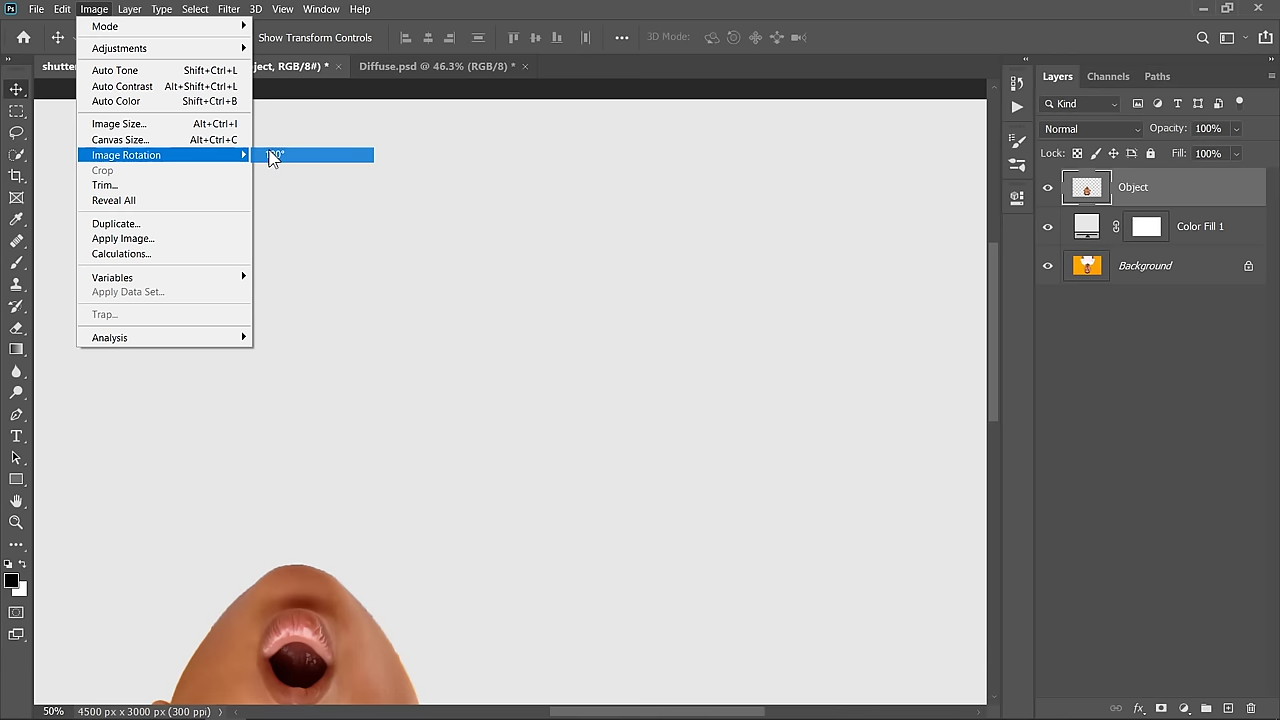 Ps File Edit Image Layer Type Select Filter 3D View Window Help
Show Transform Controls 3D Mode:
shutter ject, RGB/8#) * × Diffuse.psd @ 46.3% (RGB/8) * ×
Mode
Adjustments
Auto Tone Shift+Ctrl+L
Auto Contrast Alt+Shift+Ctrl+L
Auto Color Shift+Ctrl+B
Image Size... Alt+Ctrl+I
Canvas Size... Alt+Ctrl+C
Image Rotation
Crop
Trim...
Reveal All
Duplicate...
Apply Image...
Calculations...
Variables
Apply Data Set...
Trap...
Analysis
Layers Channels Paths
Kind
Normal Opacity: 100%
Lock: Fill: 100%
Object
Color Fill 1
Background
50% 4500 px x 3000 px (300 ppi)